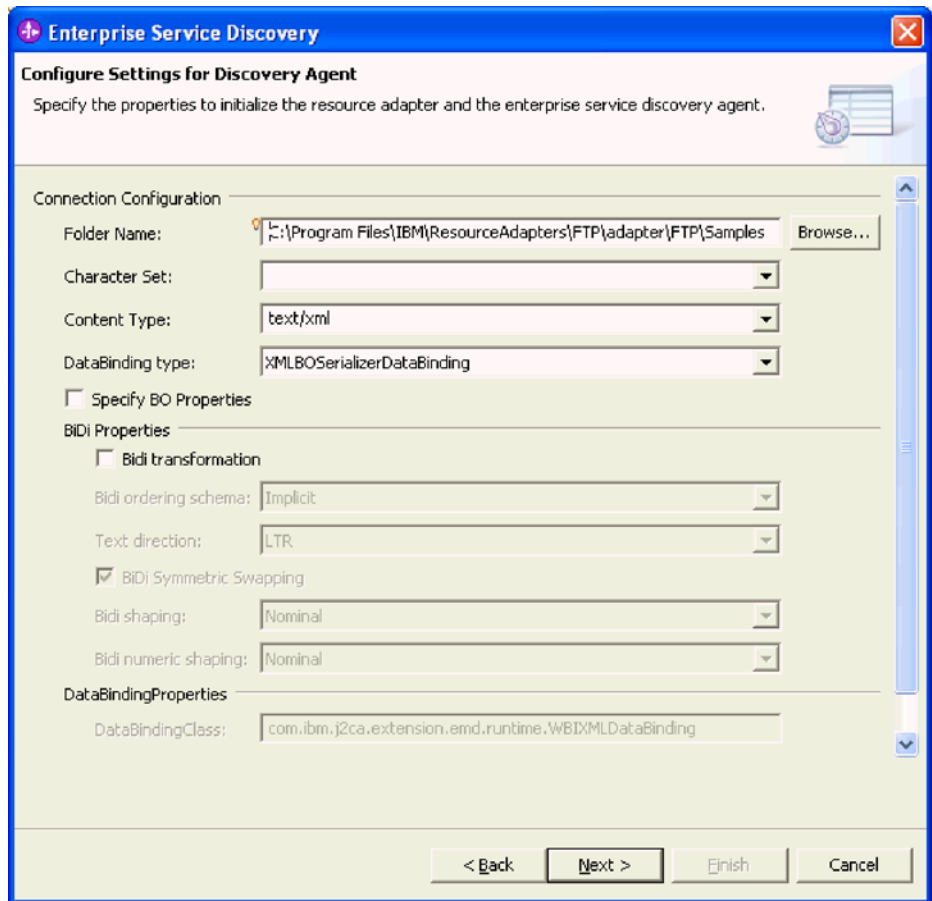 Enterprise Service Discovery
Configure Settings for Discovery Agent
Specify the properties to initialize the resource adapter and the enterprise service discovery agent.
Connection Configuration
Folder Name: C:\Program Files\IBM\ResourceAdapters\FTP\adapter\FTP\Samples Browse...
Character Set:
Content Type: text/xml
DataBinding type: XMLBOSerializerDataBinding
Specify BO Properties
BiDi Properties
Bidi transformation
Bidi ordering schema: Implicit
Text direction: LTR
BiDi Symmetric Swapping
Bidi shaping: Nominal
Bidi numeric shaping: Nominal
DataBindingProperties
DataBindingClass: com.ibm.j2ca.extension.emd.runtime.WBIXMLDataBinding
< Back Next > Finish Cancel